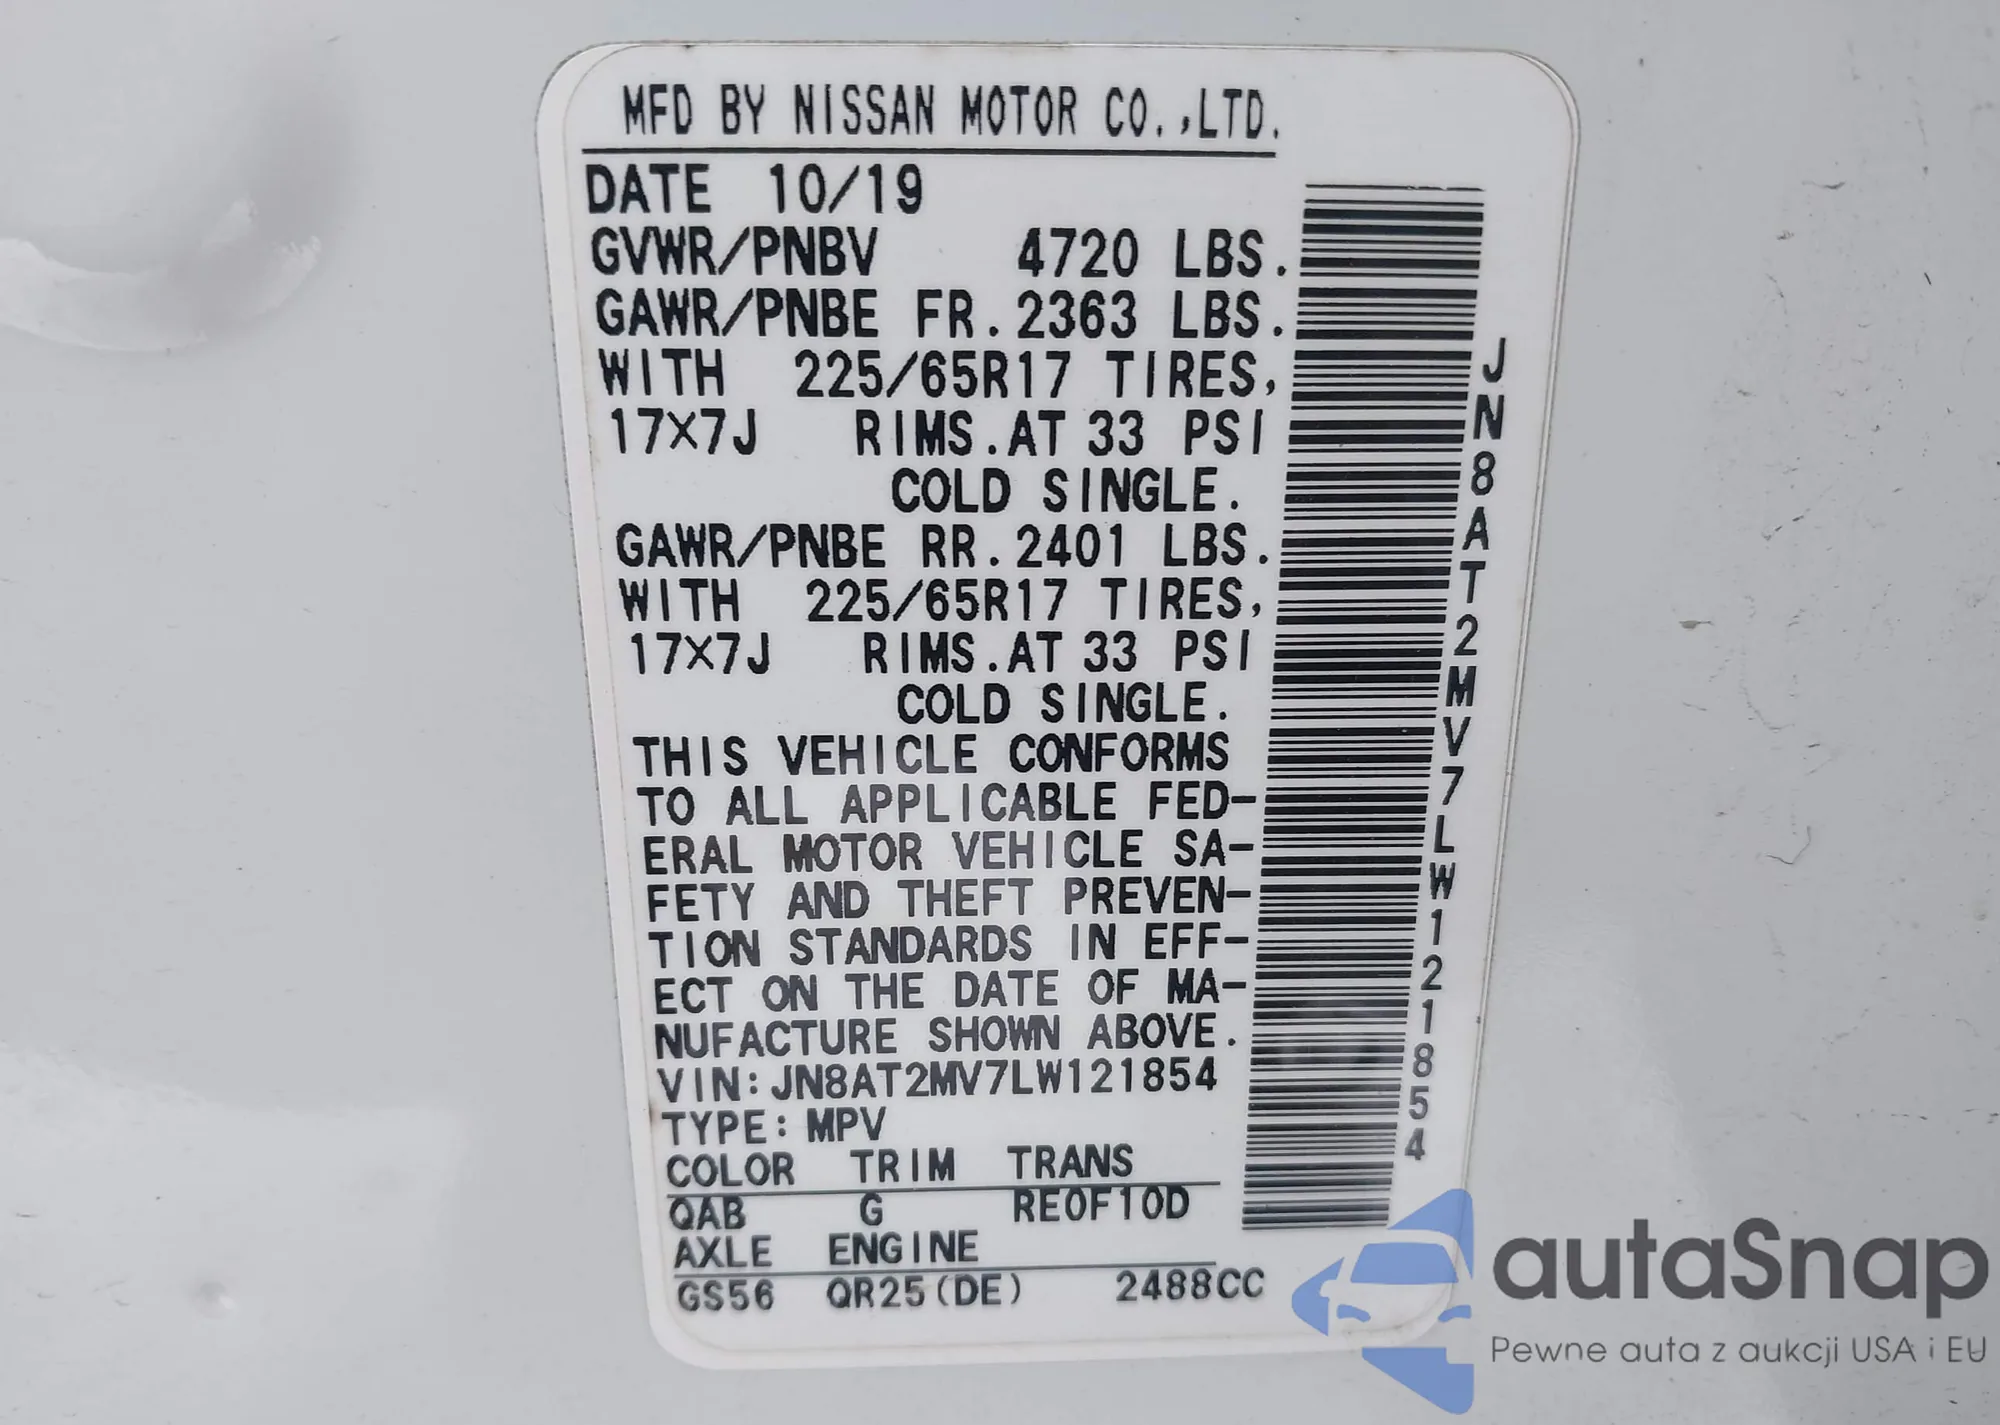 MFD BY NISSAN MOTOR CO.,LTD.
DATE 10/19
GVWR/PNBV 4720 LBS.
GAWR/PNBE FR.2363 LBS.
WITH 225/65R17 TIRES,
17X7J RIMS.AT 33 PSI
COLD SINGLE.
GAWR/PNBE RR.2401 LBS.
WITH 225/65R17 TIRES,
17X7J RIMS.AT 33 PSI
COLD SINGLE.
THIS VEHICLE CONFORMS
TO ALL APPLICABLE FED-
ERAL MOTOR VEHICLE SA-
FETY AND THEFT PREVEN-
TION STANDARDS IN EFF-
ECT ON THE DATE OF MA-
NUFACTURE SHOWN ABOVE.
VIN:JN8AT2MV7LW121854
TYPE:MPV
COLOR TRIM TRANS
QAB G RE0F10D
AXLE ENGINE
GS56 QR25(DE) 2488CC
JN8AT2MV7LW121854
autaSnap
Pewne auta z aukcji USA i EU